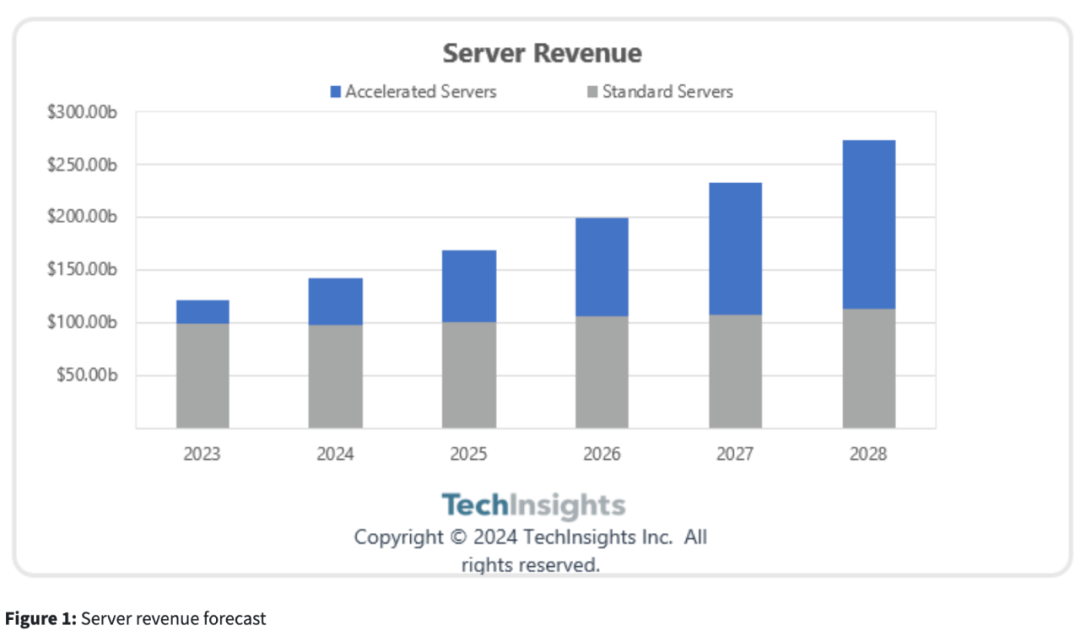 Server Revenue
Accelerated Servers Standard Servers
$300.00b
$250.00b
$200.00b
$150.00b
$100.00b
$50.00b
2023 2024 2025 2026 2027 2028
TechInsights
Copyright © 2024 TechInsights Inc. All
rights reserved.
Figure 1: Server revenue forecast